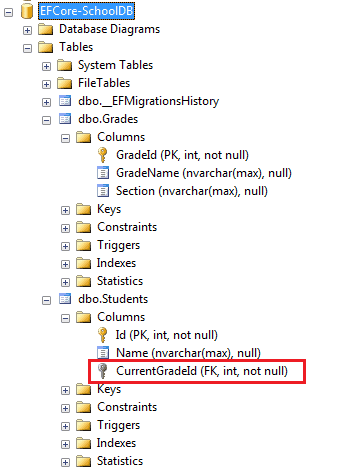 EFCore-SchoolDB
Database Diagrams
Tables
System Tables
FileTables
dbo.__EFMigrationsHistory
dbo.Grades
Columns
GradeId (PK, int, not null)
GradeName (nvarchar(max), null)
Section (nvarchar(max), null)
Keys
Constraints
Triggers
Indexes
Statistics
dbo.Students
Columns
Id (PK, int, not null)
Name (nvarchar(max), null)
CurrentGradeId (FK, int, not null)
Keys
Constraints
Triggers
Indexes
Statistics